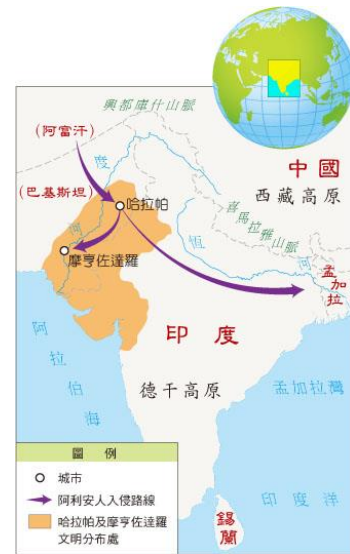 興都庫什山脈
(阿富汗)
印度河
中國
西藏高原
(巴基斯坦)
哈拉帕
喜馬拉雅山脈
恆河
摩亨佐達羅
孟加拉
印度
阿拉伯海
德干高原
孟加拉灣
圖例
城市
阿利安人入侵路線
哈拉帕及摩亨佐達羅
文明分布處
印度洋
錫蘭